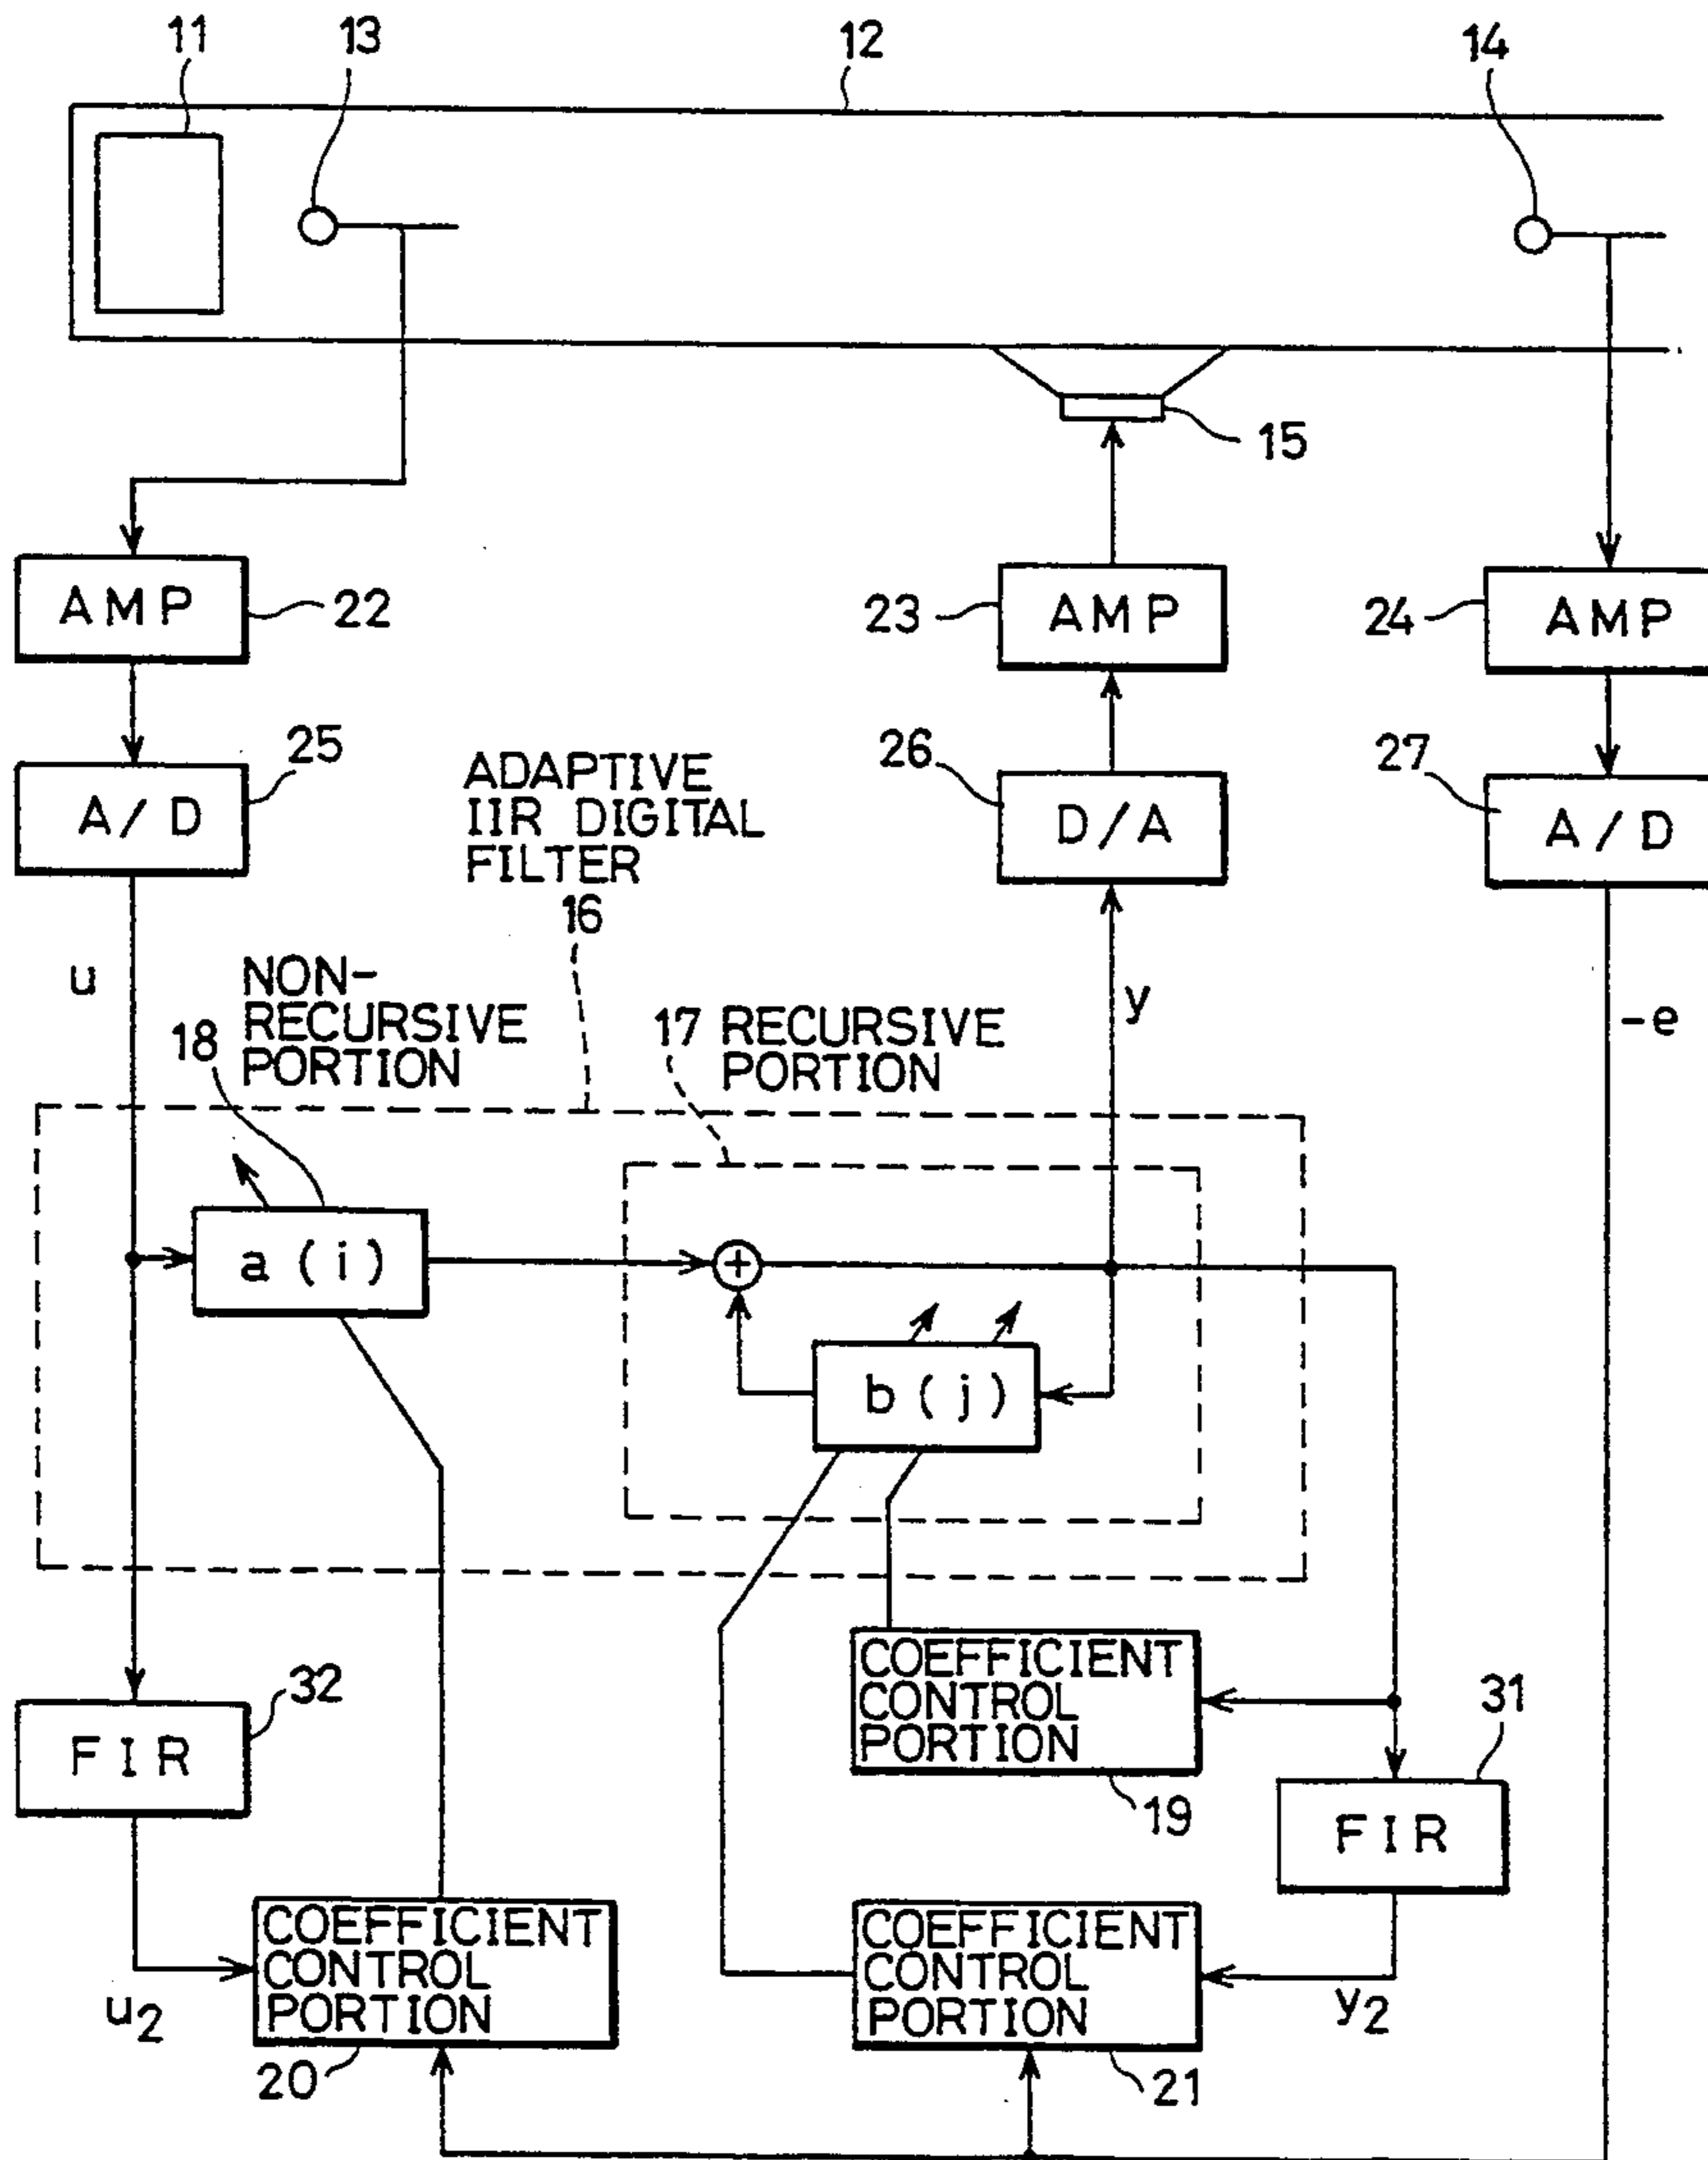 11
13
12
14
15
AMP
22
23
AMP
24
AMP
25
A/D
26
D/A
27
A/D
ADAPTIVE
IIR DIGITAL
FILTER
16
u
NON-
RECURSIVE
PORTION
18
17
RECURSIVE
PORTION
y
-e
a(i)
+
b(j)
32
FIR
COEFFICIENT
CONTROL
PORTION
19
31
FIR
u2
COEFFICIENT
CONTROL
PORTION
20
COEFFICIENT
CONTROL
PORTION
21
y2